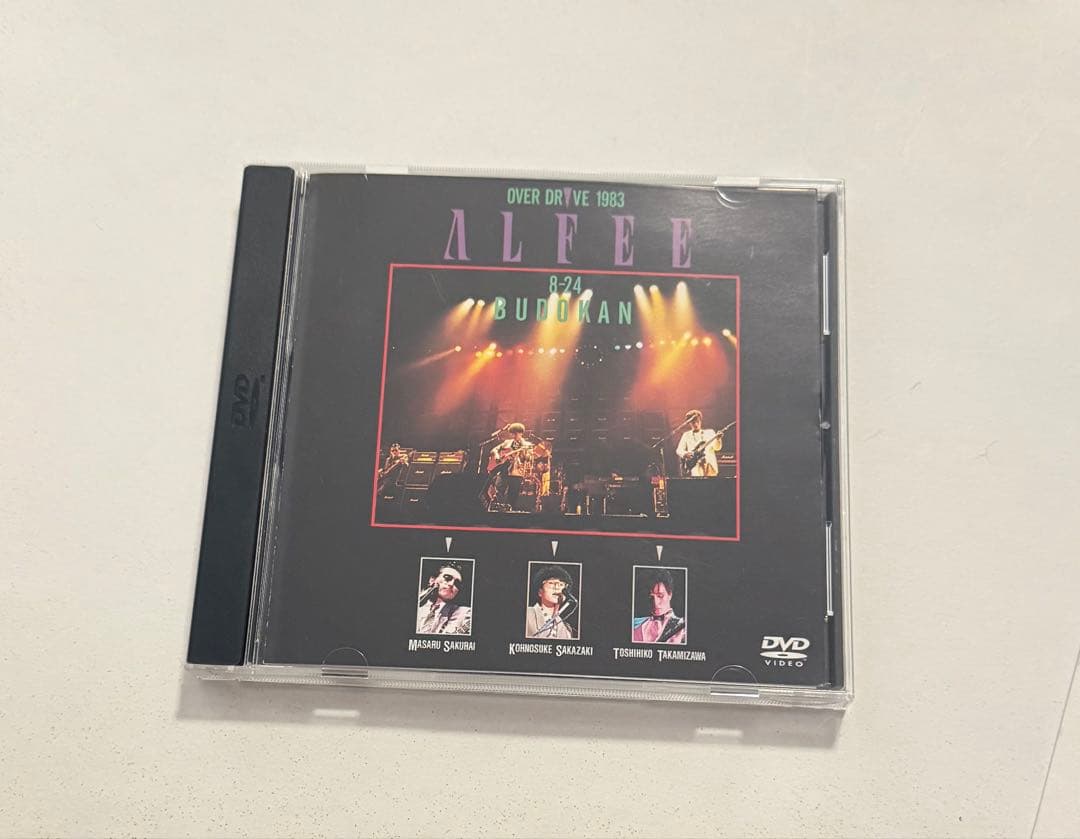 OVER DRIVE 1983
ALFEE
8-24
BUDOKAN
MASARU SAKURAI
KOHNOSUKE SAKAZAKI
TOSHIHIKO TAKAMIZAWA
DVD
VIDEO
DVD